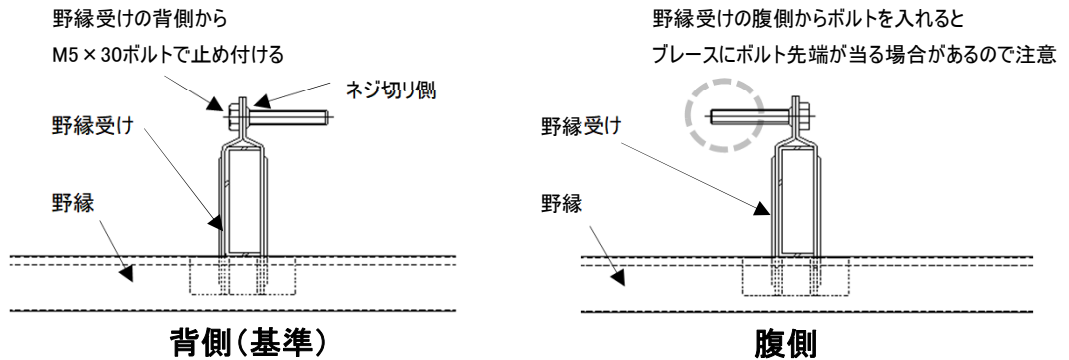 野縁受けの背側から
M5×30ボルトで止め付ける
ネジ切り側
野縁受け
野縁
背側(基準)
野縁受けの腹側からボルトを入れると
ブレースにボルト先端が当る場合があるので注意
野縁受け
野縁
腹側